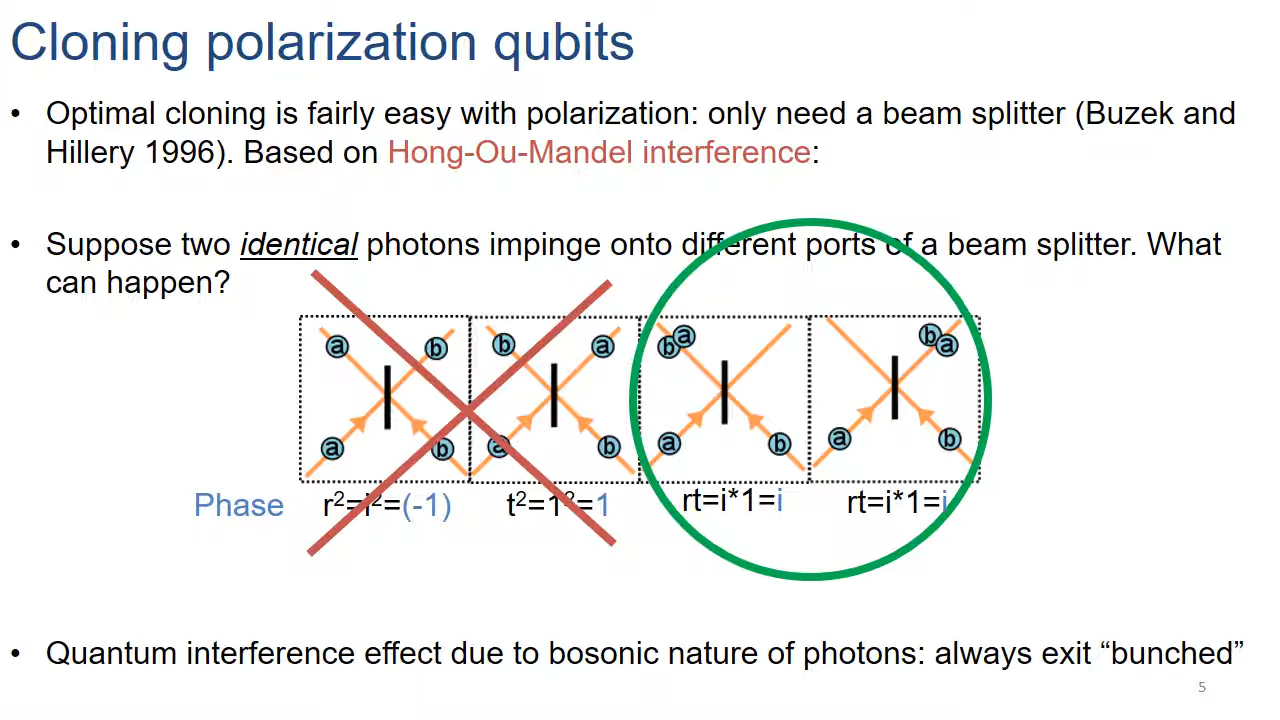 Cloning polarization qubits
• Optimal cloning is fairly easy with polarization: only need a beam splitter (Buzek and
Hillery 1996). Based on Hong-Ou-Mandel interference:
• Suppose two identical photons impinge onto different ports of a beam splitter. What
can happen?
a b b a b a b a
a b a b a b a b
Phase r²=i²=(-1) t²=1²=1 rt=i*1=i rt=i*1=i
• Quantum interference effect due to bosonic nature of photons: always exit “bunched”
5